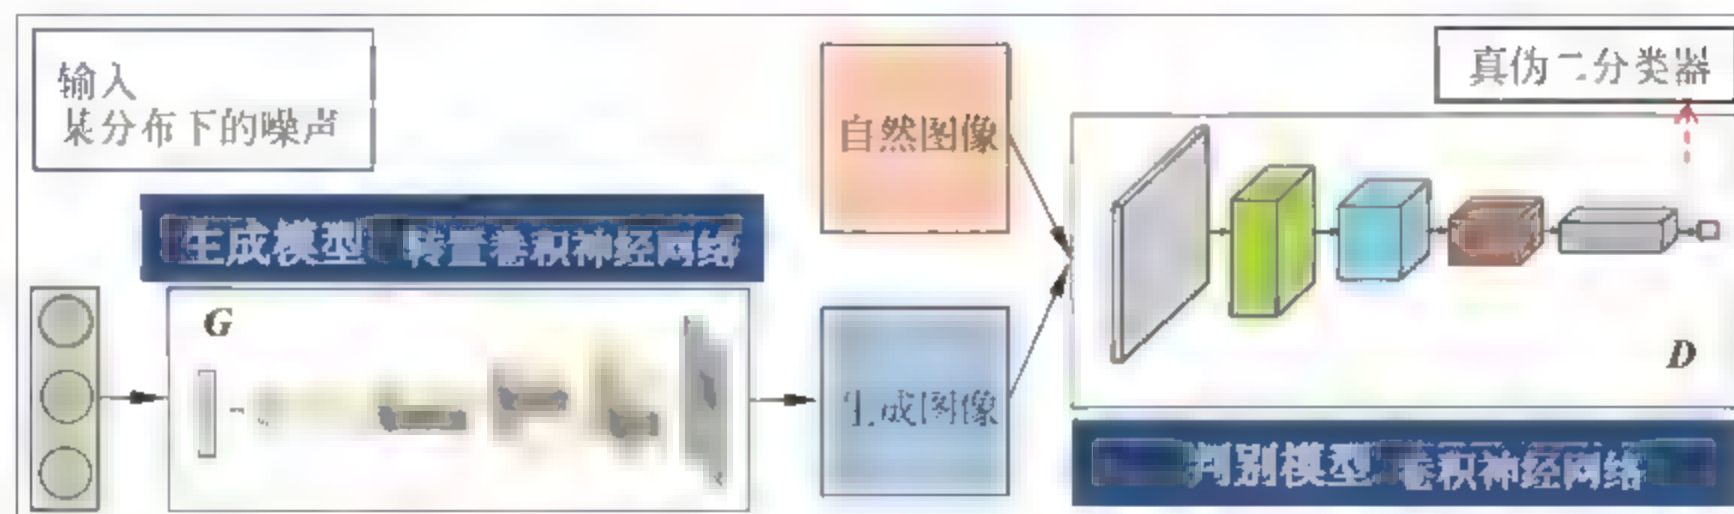 输入
某分布下的噪声
自然图像
真伪二分类器
生成模型 转置卷积神经网络
G
生成图像
D
判别模型 卷积神经网络